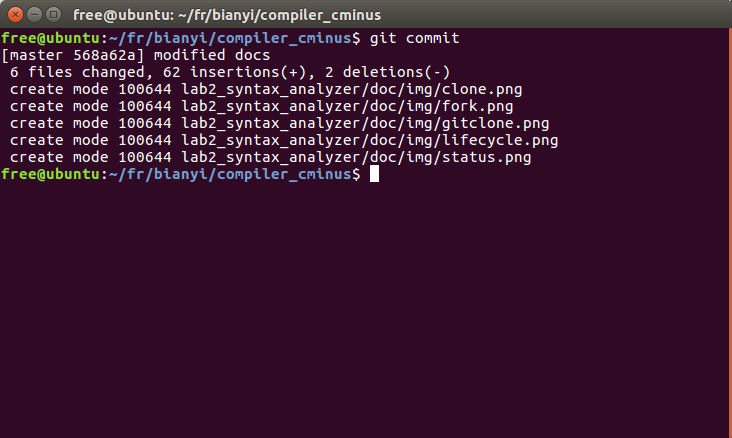 free@ubuntu: ~/fr/bianyi/compiler_cminus
free@ubuntu:~/fr/bianyi/compiler_cminus$ git commit
[master 568a62a] modified docs
 6 files changed, 62 insertions(+), 2 deletions(-)
 create mode 100644 lab2_syntax_analyzer/doc/img/clone.png
 create mode 100644 lab2_syntax_analyzer/doc/img/fork.png
 create mode 100644 lab2_syntax_analyzer/doc/img/gitclone.png
 create mode 100644 lab2_syntax_analyzer/doc/img/lifecycle.png
 create mode 100644 lab2_syntax_analyzer/doc/img/status.png
free@ubuntu:~/fr/bianyi/compiler_cminus$